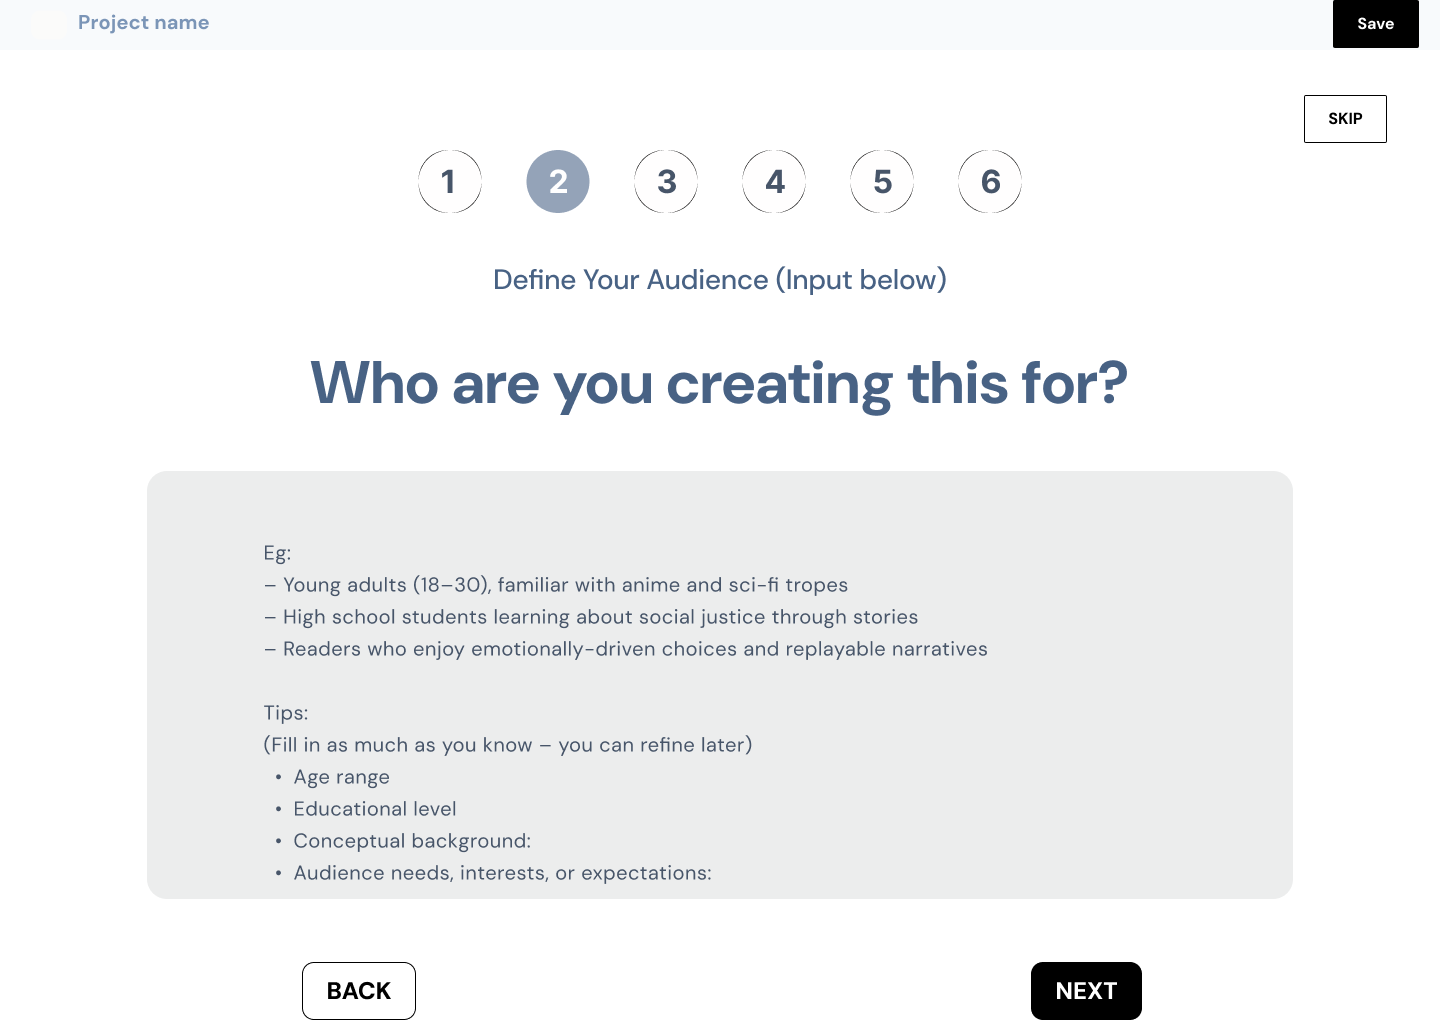 Project name
Save
SKIP
1 2 3 4 5 6
Define Your Audience (Input below)
Who are you creating this for?
Eg:
– Young adults (18–30), familiar with anime and sci-fi tropes
– High school students learning about social justice through stories
– Readers who enjoy emotionally-driven choices and replayable narratives
Tips:
(Fill in as much as you know – you can refine later)
• Age range
• Educational level
• Conceptual background:
• Audience needs, interests, or expectations:
BACK
NEXT